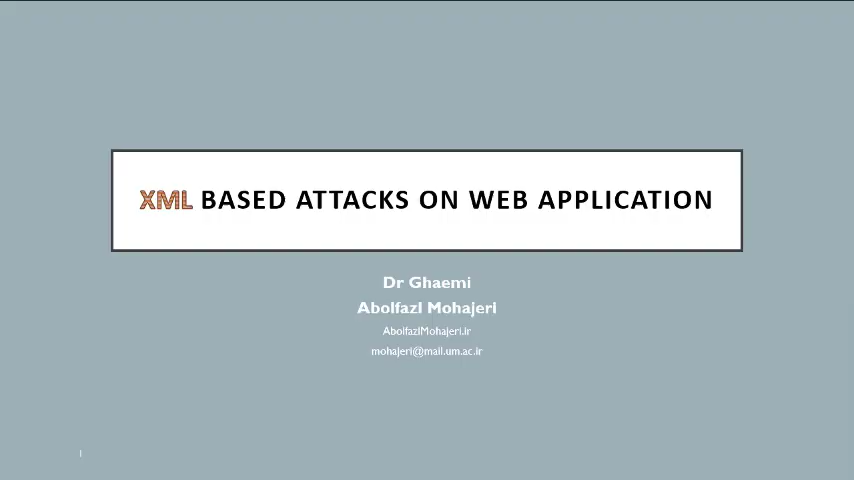 XML BASED ATTACKS ON WEB APPLICATION
Dr Ghaemi
Abolfazl Mohajeri
AbolfazlMohajeri.ir
mohajeri@mail.um.ac.ir
1